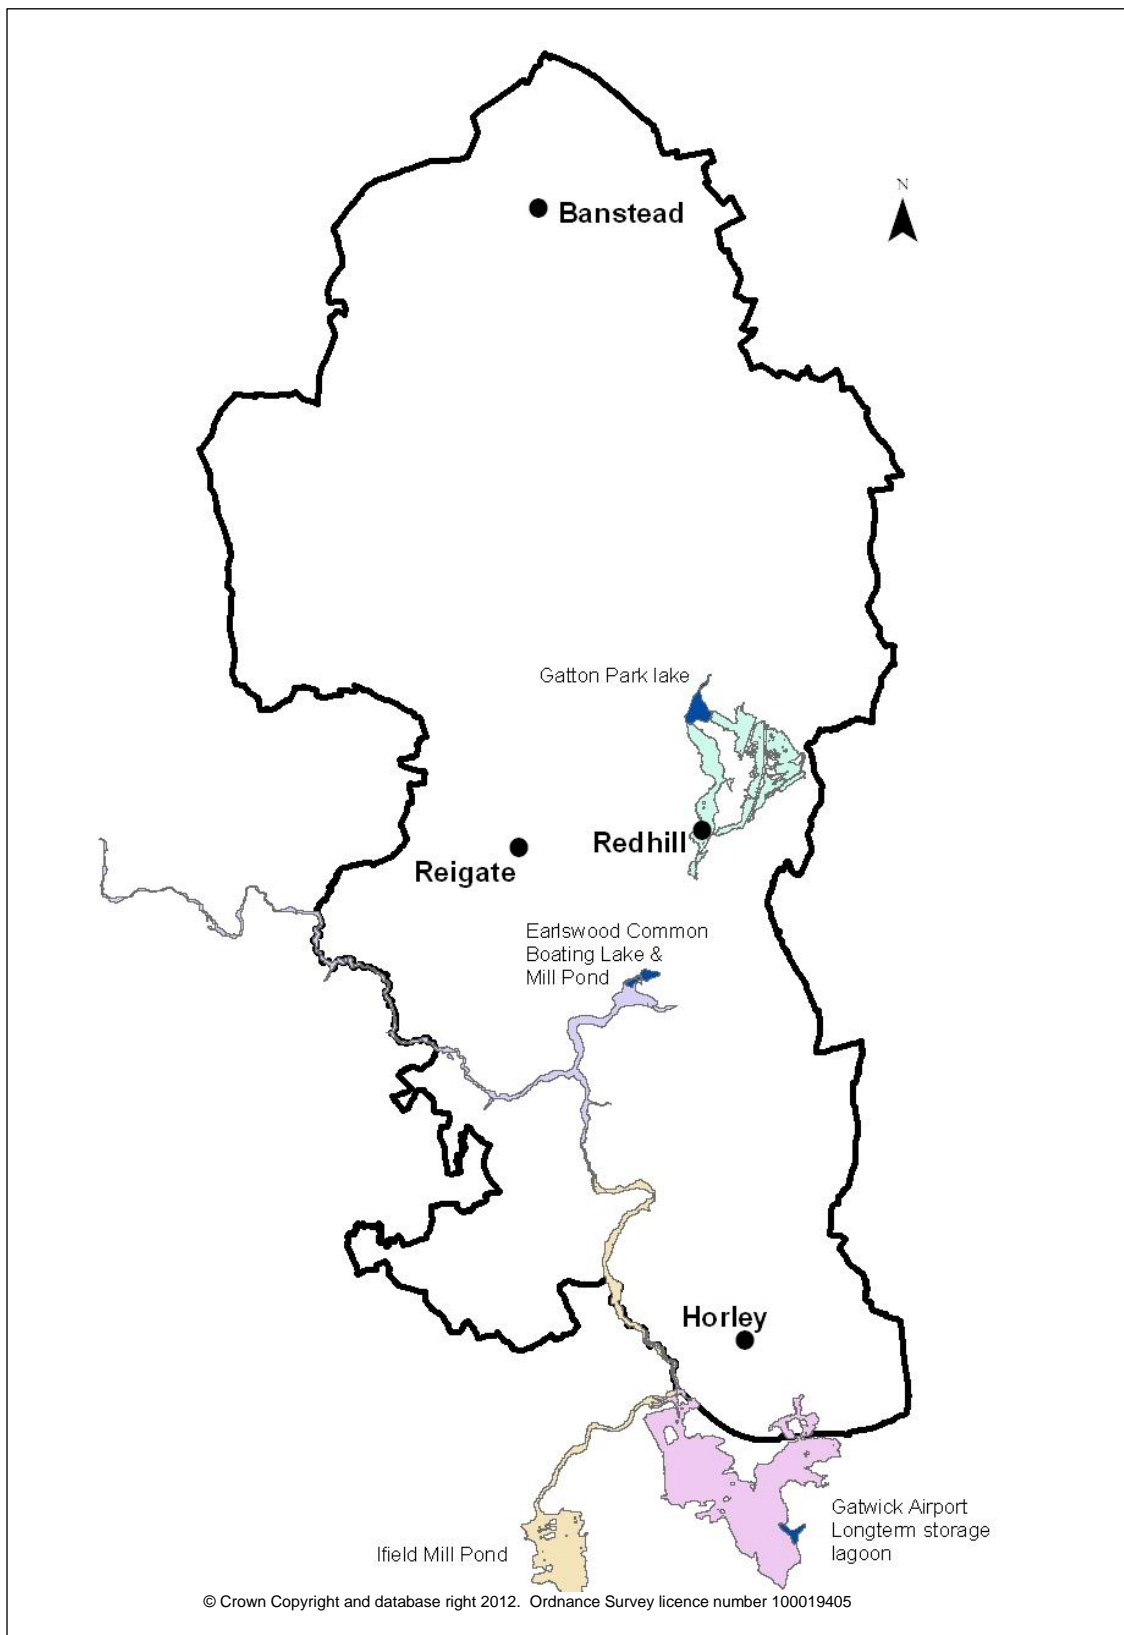 N
Banstead
Gatton Park lake
Redhill
Reigate
Earlswood Common
Boating Lake &
Mill Pond
Horley
Gatwick Airport
Longterm storage
lagoon
Ifield Mill Pond
© Crown Copyright and database right 2012.  Ordnance Survey licence number 100019405